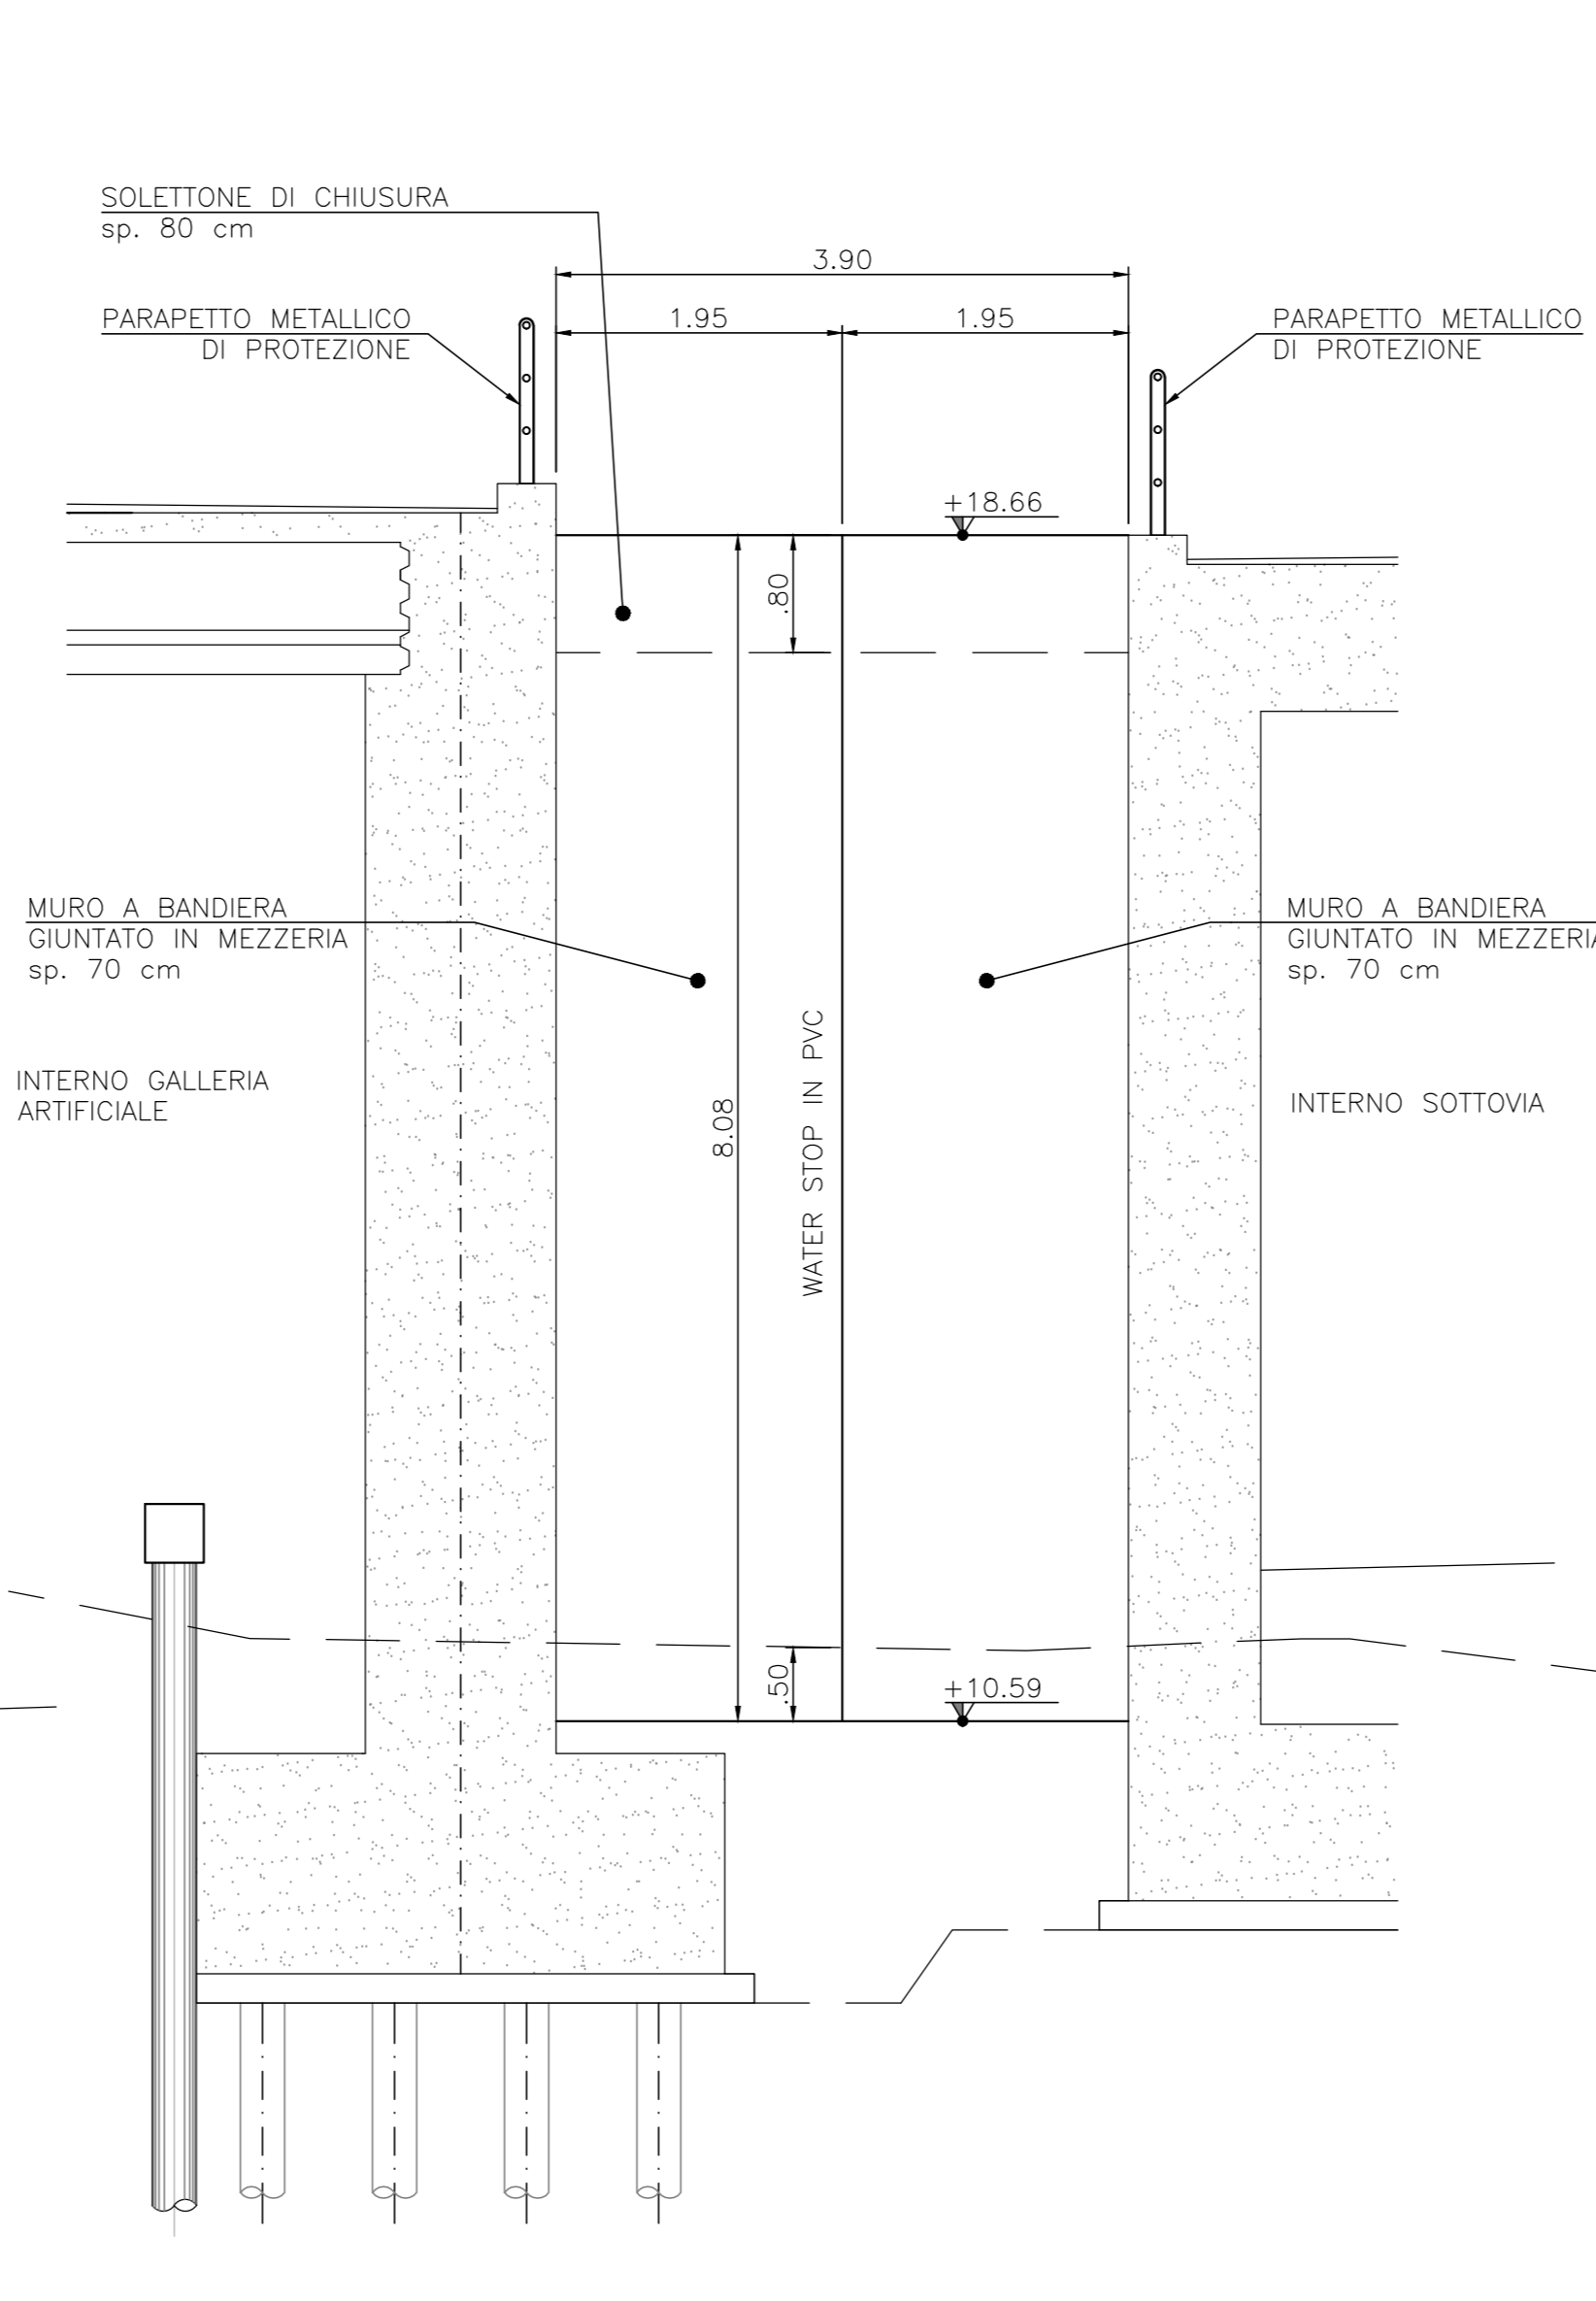 SOLETTONE DI CHIUSURA
sp. 80 cm
3.90
PARAPETTO METALLICO
DI PROTEZIONE
1.95
1.95
PARAPETTO METALLICO
DI PROTEZIONE
+18.66
.80
MURO A BANDIERA
GIUNTATO IN MEZZERIA
sp. 70 cm
MURO A BANDIERA
GIUNTATO IN MEZZERIA
sp. 70 cm
WATER STOP IN PVC
8.08
INTERNO GALLERIA
ARTIFICIALE
INTERNO SOTTOVIA
.50
+10.59